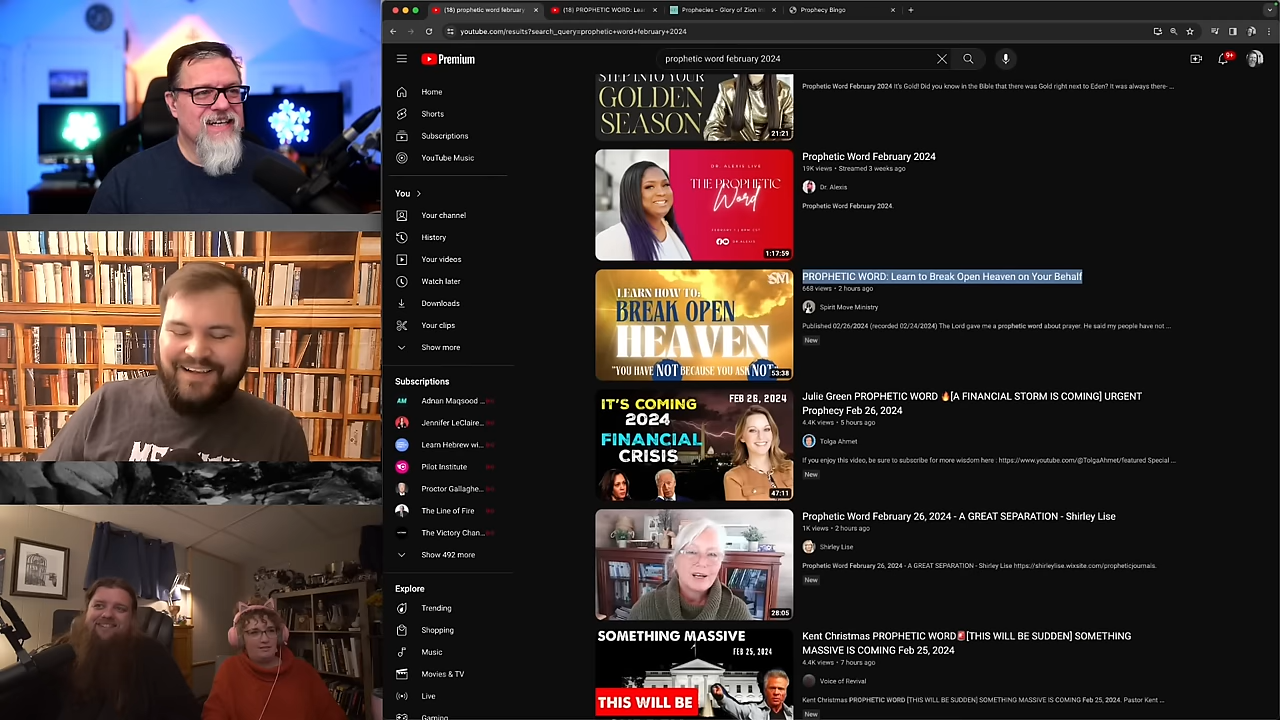 (18) prophetic word february
(18) PROPHETIC WORD: Lea
Prophecies – Glory of Zion
Prophecy Bingo
youtube.com/results?search_query=prophetic+word+february+2024
Premium
prophetic word february 2024
9+
Home
Shorts
Subscriptions
YouTube Music
You
Your channel
History
Your videos
Watch later
Downloads
Your clips
Show more
Subscriptions
Adnan Maqsood ...
Jennifer LeClaire...
Learn Hebrew wi...
Pilot Institute
Proctor Gallaghe...
The Line of Fire
The Victory Chan...
Show 492 more
Explore
Trending
Shopping
Music
Movies & TV
Live
Gaming
STEP INTO YOUR
GOLDEN
SEASON
21:21
Prophetic Word February 2024 It's Gold! Did you know in the Bible that there was Gold right next to Eden? It was always there- ...
DR. ALEXIS LIVE
THE PROPHETIC
Word
DR ALEXIS
1:17:59
Prophetic Word February 2024
19K views • Streamed 3 weeks ago
Dr. Alexis
Prophetic Word February 2024.
SM
LEARN HOW TO:
BREAK OPEN
HEAVEN
"YOU HAVE NOT BECAUSE YOU ASK NOT"
53:38
PROPHETIC WORD: Learn to Break Open Heaven on Your Behalf
668 views • 2 hours ago
Spirit Move Ministry
Published 02/26/2024 (recorded 02/24/2024) The Lord gave me a prophetic word about prayer. He said my people have not ...
New
IT'S COMING
2024
FINANCIAL
CRISIS
FEB 26, 2024
47:11
Julie Green PROPHETIC WORD 🔥[A FINANCIAL STORM IS COMING] URGENT
Prophecy Feb 26, 2024
4.4K views • 5 hours ago
Tolga Ahmet
If you enjoy this video, be sure to subscribe for more wisdom here : https://www.youtube.com/@TolgaAhmet/featured Special ...
New
28:05
Prophetic Word February 26, 2024 - A GREAT SEPARATION - Shirley Lise
1K views • 2 hours ago
Shirley Lise
Prophetic Word February 26, 2024 - A GREAT SEPARATION - Shirley Lise https://shirleylise.wixsite.com/propheticjournals.
New
SOMETHING MASSIVE
FEB 25, 2024
THIS WILL BE
Kent Christmas PROPHETIC WORD🚨[THIS WILL BE SUDDEN] SOMETHING
MASSIVE IS COMING Feb 25, 2024
4.4K views • 7 hours ago
Voice of Revival
Kent Christmas PROPHETIC WORD [THIS WILL BE SUDDEN] SOMETHING MASSIVE IS COMING Feb 25, 2024. Pastor Kent ...
New